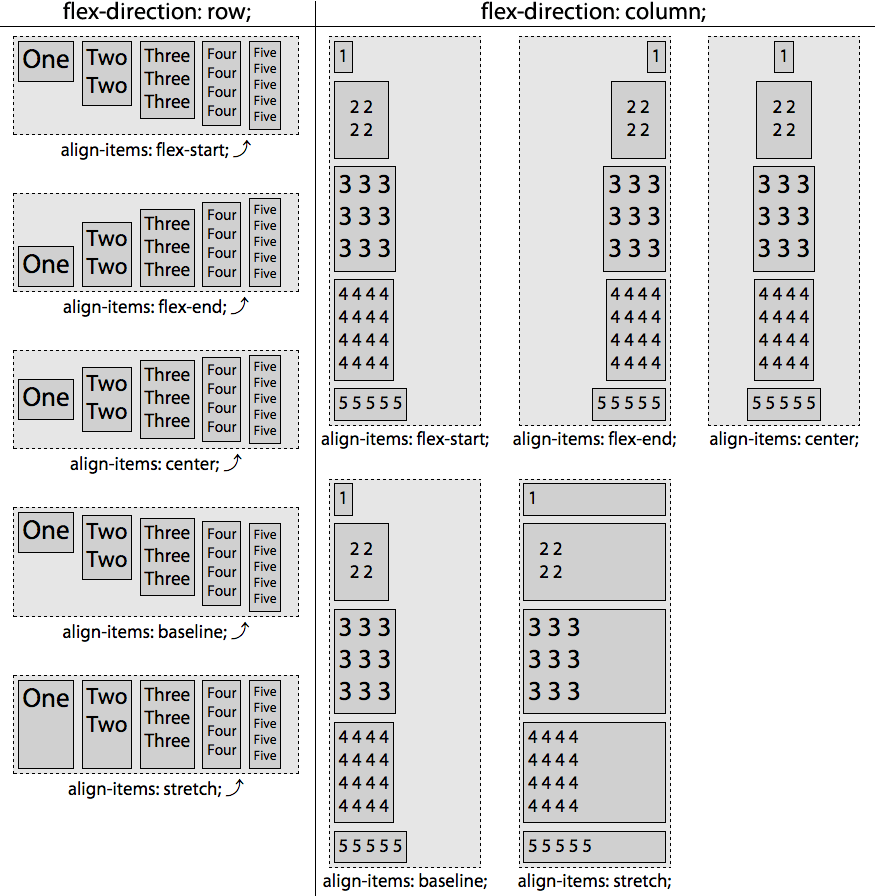 flex-direction: row;
One
Two
Two
Three
Three
Three
Four
Four
Four
Four
Five
Five
Five
Five
Five
align-items: flex-start;
One
Two
Two
Three
Three
Three
Four
Four
Four
Four
Five
Five
Five
Five
Five
align-items: flex-end;
One
Two
Two
Three
Three
Three
Four
Four
Four
Four
Five
Five
Five
Five
Five
align-items: center;
One
Two
Two
Three
Three
Three
Four
Four
Four
Four
Five
Five
Five
Five
Five
align-items: baseline;
One
Two
Two
Three
Three
Three
Four
Four
Four
Four
Five
Five
Five
Five
Five
align-items: stretch;
flex-direction: column;
1
2 2
2 2
3 3 3
3 3 3
3 3 3
4 4 4 4
4 4 4 4
4 4 4 4
4 4 4 4
5 5 5 5 5
align-items: flex-start;
1
2 2
2 2
3 3 3
3 3 3
3 3 3
4 4 4 4
4 4 4 4
4 4 4 4
4 4 4 4
5 5 5 5 5
align-items: flex-end;
1
2 2
2 2
3 3 3
3 3 3
3 3 3
4 4 4 4
4 4 4 4
4 4 4 4
4 4 4 4
5 5 5 5 5
align-items: center;
1
2 2
2 2
3 3 3
3 3 3
3 3 3
4 4 4 4
4 4 4 4
4 4 4 4
4 4 4 4
5 5 5 5 5
align-items: baseline;
1
2 2
2 2
3 3 3
3 3 3
3 3 3
4 4 4 4
4 4 4 4
4 4 4 4
4 4 4 4
5 5 5 5 5
align-items: stretch;